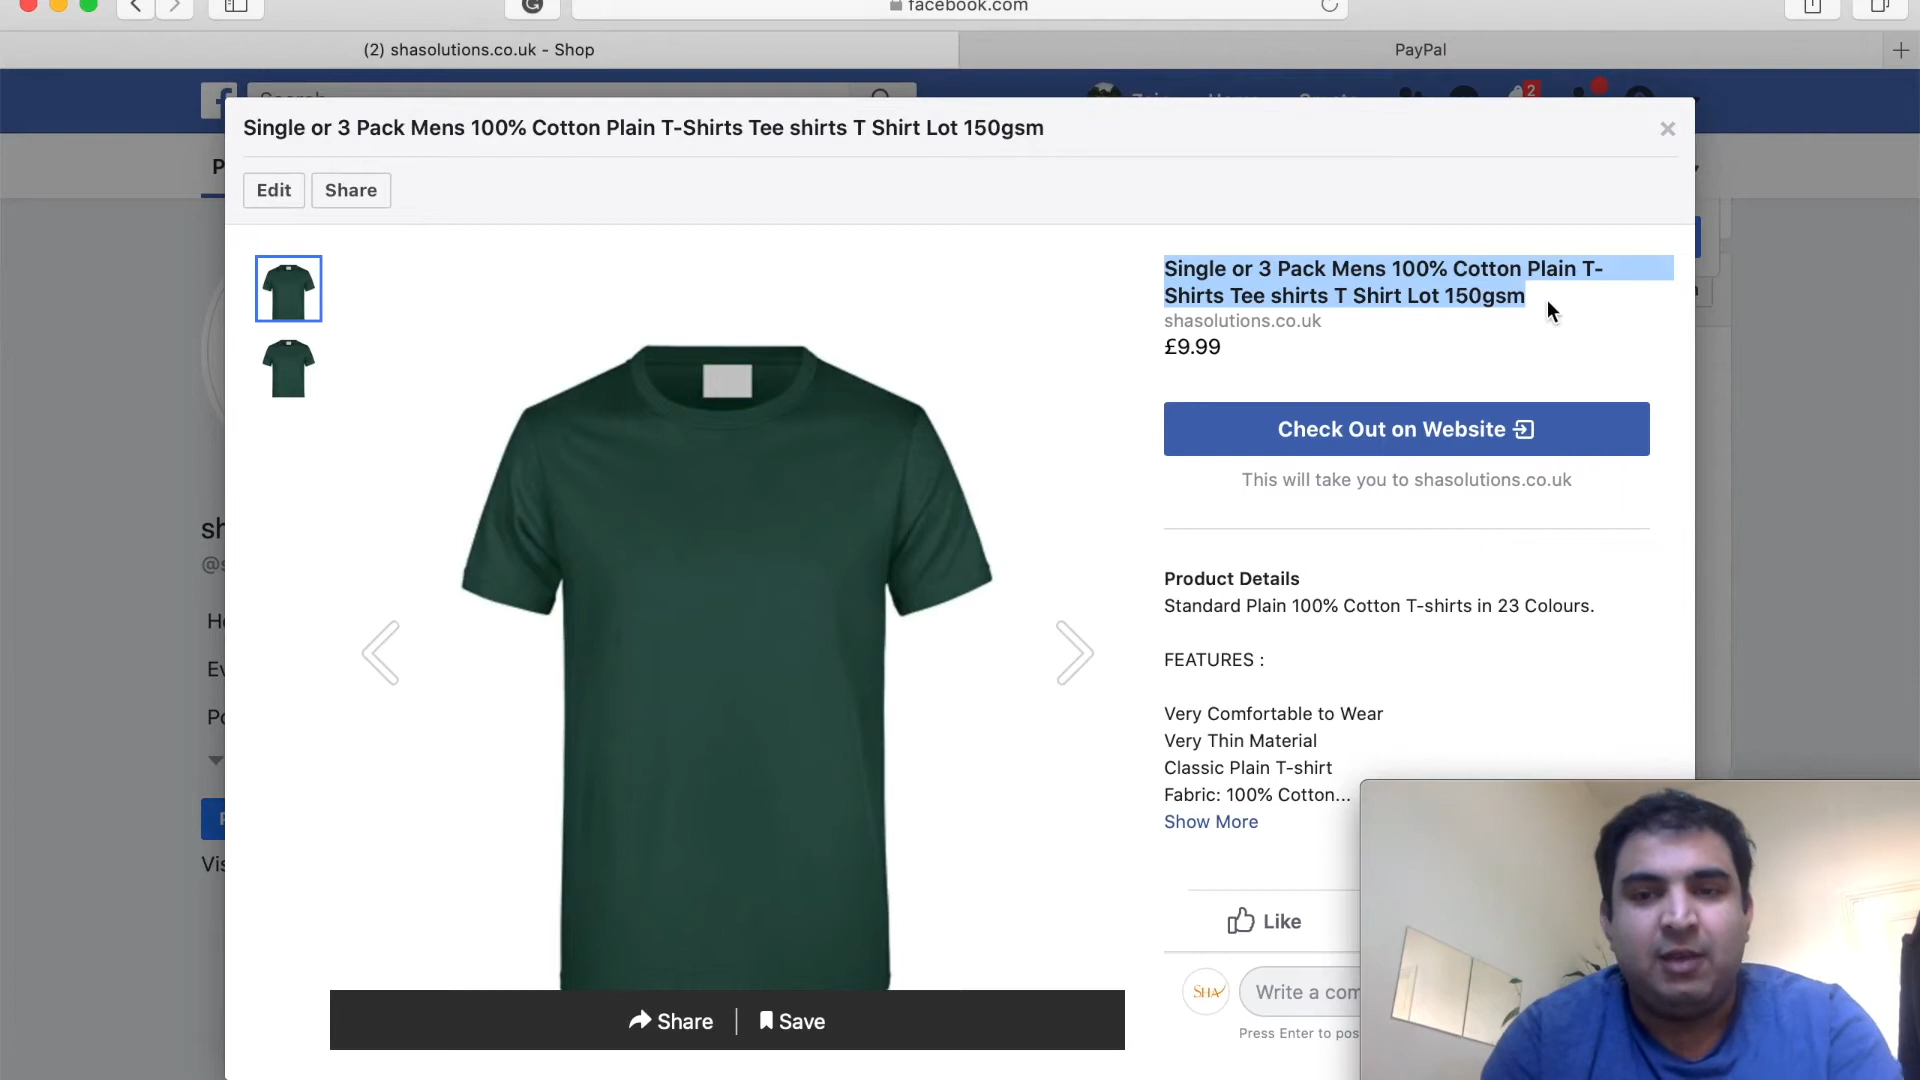 facebook.com
(2) shasolutions.co.uk - Shop
PayPal
+
Search
2
Single or 3 Pack Mens 100% Cotton Plain T-Shirts Tee shirts T Shirt Lot 150gsm
Edit
Share
Single or 3 Pack Mens 100% Cotton Plain T-
Shirts Tee shirts T Shirt Lot 150gsm
shasolutions.co.uk
£9.99
Check Out on Website
This will take you to shasolutions.co.uk
Product Details
Standard Plain 100% Cotton T-shirts in 23 Colours.
FEATURES :
Very Comfortable to Wear
Very Thin Material
Classic Plain T-shirt
Fabric: 100% Cotton...
Show More
Like
SHA
Write a com
Press Enter to pos
Share
Save